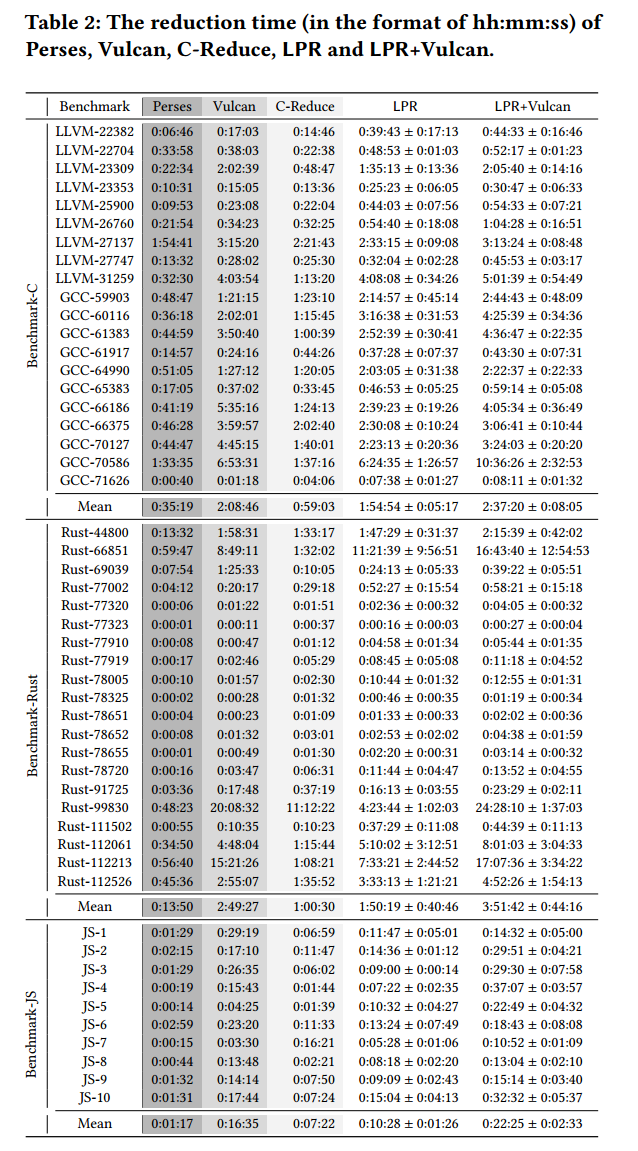 Table 2: The reduction time (in the format of hh:mm:ss) of
Perses, Vulcan, C-Reduce, LPR and LPR+Vulcan.
Benchmark Perses Vulcan C-Reduce LPR LPR+Vulcan
Benchmark-C
LLVM-22382 0:06:46 0:17:03 0:14:46 0:39:43 ± 0:17:13 0:44:33 ± 0:16:46
LLVM-22704 0:33:58 0:38:03 0:22:38 0:48:53 ± 0:01:03 0:52:17 ± 0:01:23
LLVM-23309 0:22:34 2:02:39 0:48:47 1:35:13 ± 0:13:36 2:05:40 ± 0:14:16
LLVM-23353 0:10:31 0:15:05 0:13:36 0:25:23 ± 0:06:05 0:30:47 ± 0:06:33
LLVM-25900 0:09:53 0:23:08 0:22:04 0:44:03 ± 0:07:56 0:54:33 ± 0:07:21
LLVM-26760 0:21:54 0:34:23 0:32:25 0:54:40 ± 0:18:08 1:04:28 ± 0:16:51
LLVM-27137 1:54:41 3:15:20 2:21:43 2:33:15 ± 0:09:08 3:13:24 ± 0:08:48
LLVM-27747 0:13:32 0:28:02 0:25:30 0:32:04 ± 0:02:28 0:45:53 ± 0:03:17
LLVM-31259 0:32:30 4:03:54 1:13:20 4:08:08 ± 0:34:26 5:01:39 ± 0:54:49
GCC-59903 0:48:47 1:21:15 1:23:10 2:14:57 ± 0:45:14 2:44:43 ± 0:48:09
GCC-60116 0:36:18 2:02:01 1:15:45 3:16:38 ± 0:31:53 4:25:39 ± 0:34:36
GCC-61383 0:44:59 3:50:40 1:00:39 2:52:39 ± 0:30:41 4:36:47 ± 0:22:35
GCC-61917 0:14:57 0:24:16 0:44:26 0:37:28 ± 0:07:37 0:43:30 ± 0:07:31
GCC-64990 0:51:05 1:27:12 1:20:05 2:03:05 ± 0:31:38 2:22:37 ± 0:22:33
GCC-65383 0:17:05 0:37:02 0:33:45 0:46:53 ± 0:05:25 0:59:14 ± 0:05:08
GCC-66186 0:41:19 5:35:16 1:24:13 2:39:23 ± 0:19:26 4:05:34 ± 0:36:49
GCC-66375 0:46:28 3:59:57 2:02:40 2:30:08 ± 0:10:24 3:06:41 ± 0:10:44
GCC-70127 0:44:47 4:45:15 1:40:01 2:23:13 ± 0:20:36 3:24:03 ± 0:20:20
GCC-70586 1:33:35 6:53:31 1:37:16 6:24:35 ± 1:26:57 10:36:26 ± 2:32:53
GCC-71626 0:00:40 0:01:18 0:04:06 0:07:38 ± 0:01:27 0:08:11 ± 0:01:32
Mean 0:35:19 2:08:46 0:59:03 1:54:54 ± 0:05:17 2:37:20 ± 0:08:05
Benchmark-Rust
Rust-44800 0:13:32 1:58:31 1:33:17 1:47:29 ± 0:31:37 2:15:39 ± 0:42:02
Rust-66851 0:59:47 8:49:11 1:32:02 11:21:39 ± 9:56:51 16:43:40 ± 12:54:53
Rust-69039 0:07:54 1:25:33 0:10:05 0:24:13 ± 0:05:33 0:39:22 ± 0:05:51
Rust-77002 0:04:12 0:20:17 0:29:18 0:52:27 ± 0:15:54 0:58:21 ± 0:15:18
Rust-77320 0:00:06 0:01:22 0:01:51 0:02:36 ± 0:00:32 0:04:05 ± 0:00:32
Rust-77323 0:00:01 0:00:11 0:00:37 0:00:16 ± 0:00:03 0:00:27 ± 0:00:04
Rust-77910 0:00:08 0:00:47 0:01:12 0:04:58 ± 0:01:34 0:05:44 ± 0:01:35
Rust-77919 0:00:17 0:02:46 0:05:29 0:08:45 ± 0:05:08 0:11:18 ± 0:04:52
Rust-78005 0:00:10 0:01:57 0:02:30 0:10:44 ± 0:01:32 0:12:55 ± 0:01:31
Rust-78325 0:00:02 0:00:28 0:01:32 0:00:46 ± 0:00:35 0:01:19 ± 0:00:34
Rust-78651 0:00:04 0:00:23 0:01:09 0:01:33 ± 0:00:33 0:02:02 ± 0:00:36
Rust-78652 0:00:08 0:01:32 0:03:01 0:02:53 ± 0:02:02 0:04:38 ± 0:01:59
Rust-78655 0:00:01 0:00:49 0:01:30 0:02:20 ± 0:00:31 0:03:14 ± 0:00:32
Rust-78720 0:00:16 0:03:47 0:06:31 0:11:44 ± 0:04:47 0:13:52 ± 0:04:55
Rust-91725 0:03:36 0:17:48 0:37:19 0:16:13 ± 0:03:55 0:23:29 ± 0:02:11
Rust-99830 0:48:23 20:08:32 11:12:22 4:23:44 ± 1:02:03 24:28:10 ± 1:37:03
Rust-111502 0:00:55 0:10:35 0:10:23 0:37:29 ± 0:11:08 0:44:39 ± 0:11:13
Rust-112061 0:34:50 4:48:04 1:15:44 5:10:02 ± 3:12:51 8:01:03 ± 3:04:33
Rust-112213 0:56:40 15:21:26 1:08:21 7:33:21 ± 2:44:52 17:07:36 ± 3:34:22
Rust-112526 0:45:36 2:55:07 1:35:52 3:33:13 ± 1:21:21 4:52:26 ± 1:54:13
Mean 0:13:50 2:49:27 1:00:30 1:50:19 ± 0:40:46 3:51:42 ± 0:44:16
Benchmark-JS
JS-1 0:01:29 0:29:19 0:06:59 0:11:47 ± 0:05:01 0:14:32 ± 0:05:00
JS-2 0:02:15 0:17:10 0:11:47 0:14:36 ± 0:01:12 0:29:51 ± 0:04:21
JS-3 0:01:29 0:26:35 0:06:02 0:09:00 ± 0:00:14 0:29:30 ± 0:07:58
JS-4 0:00:19 0:15:43 0:01:44 0:07:22 ± 0:02:35 0:37:07 ± 0:03:57
JS-5 0:00:14 0:04:25 0:01:39 0:10:32 ± 0:04:27 0:22:49 ± 0:04:32
JS-6 0:02:59 0:23:20 0:11:33 0:13:24 ± 0:07:49 0:18:43 ± 0:08:08
JS-7 0:00:15 0:03:30 0:16:21 0:05:28 ± 0:01:06 0:10:52 ± 0:01:09
JS-8 0:00:44 0:13:48 0:02:21 0:08:18 ± 0:02:20 0:13:04 ± 0:02:10
JS-9 0:01:32 0:14:14 0:07:50 0:09:09 ± 0:02:43 0:15:14 ± 0:03:40
JS-10 0:01:31 0:17:44 0:07:24 0:15:04 ± 0:04:13 0:32:32 ± 0:05:37
Mean 0:01:17 0:16:35 0:07:22 0:10:28 ± 0:01:26 0:22:25 ± 0:02:33